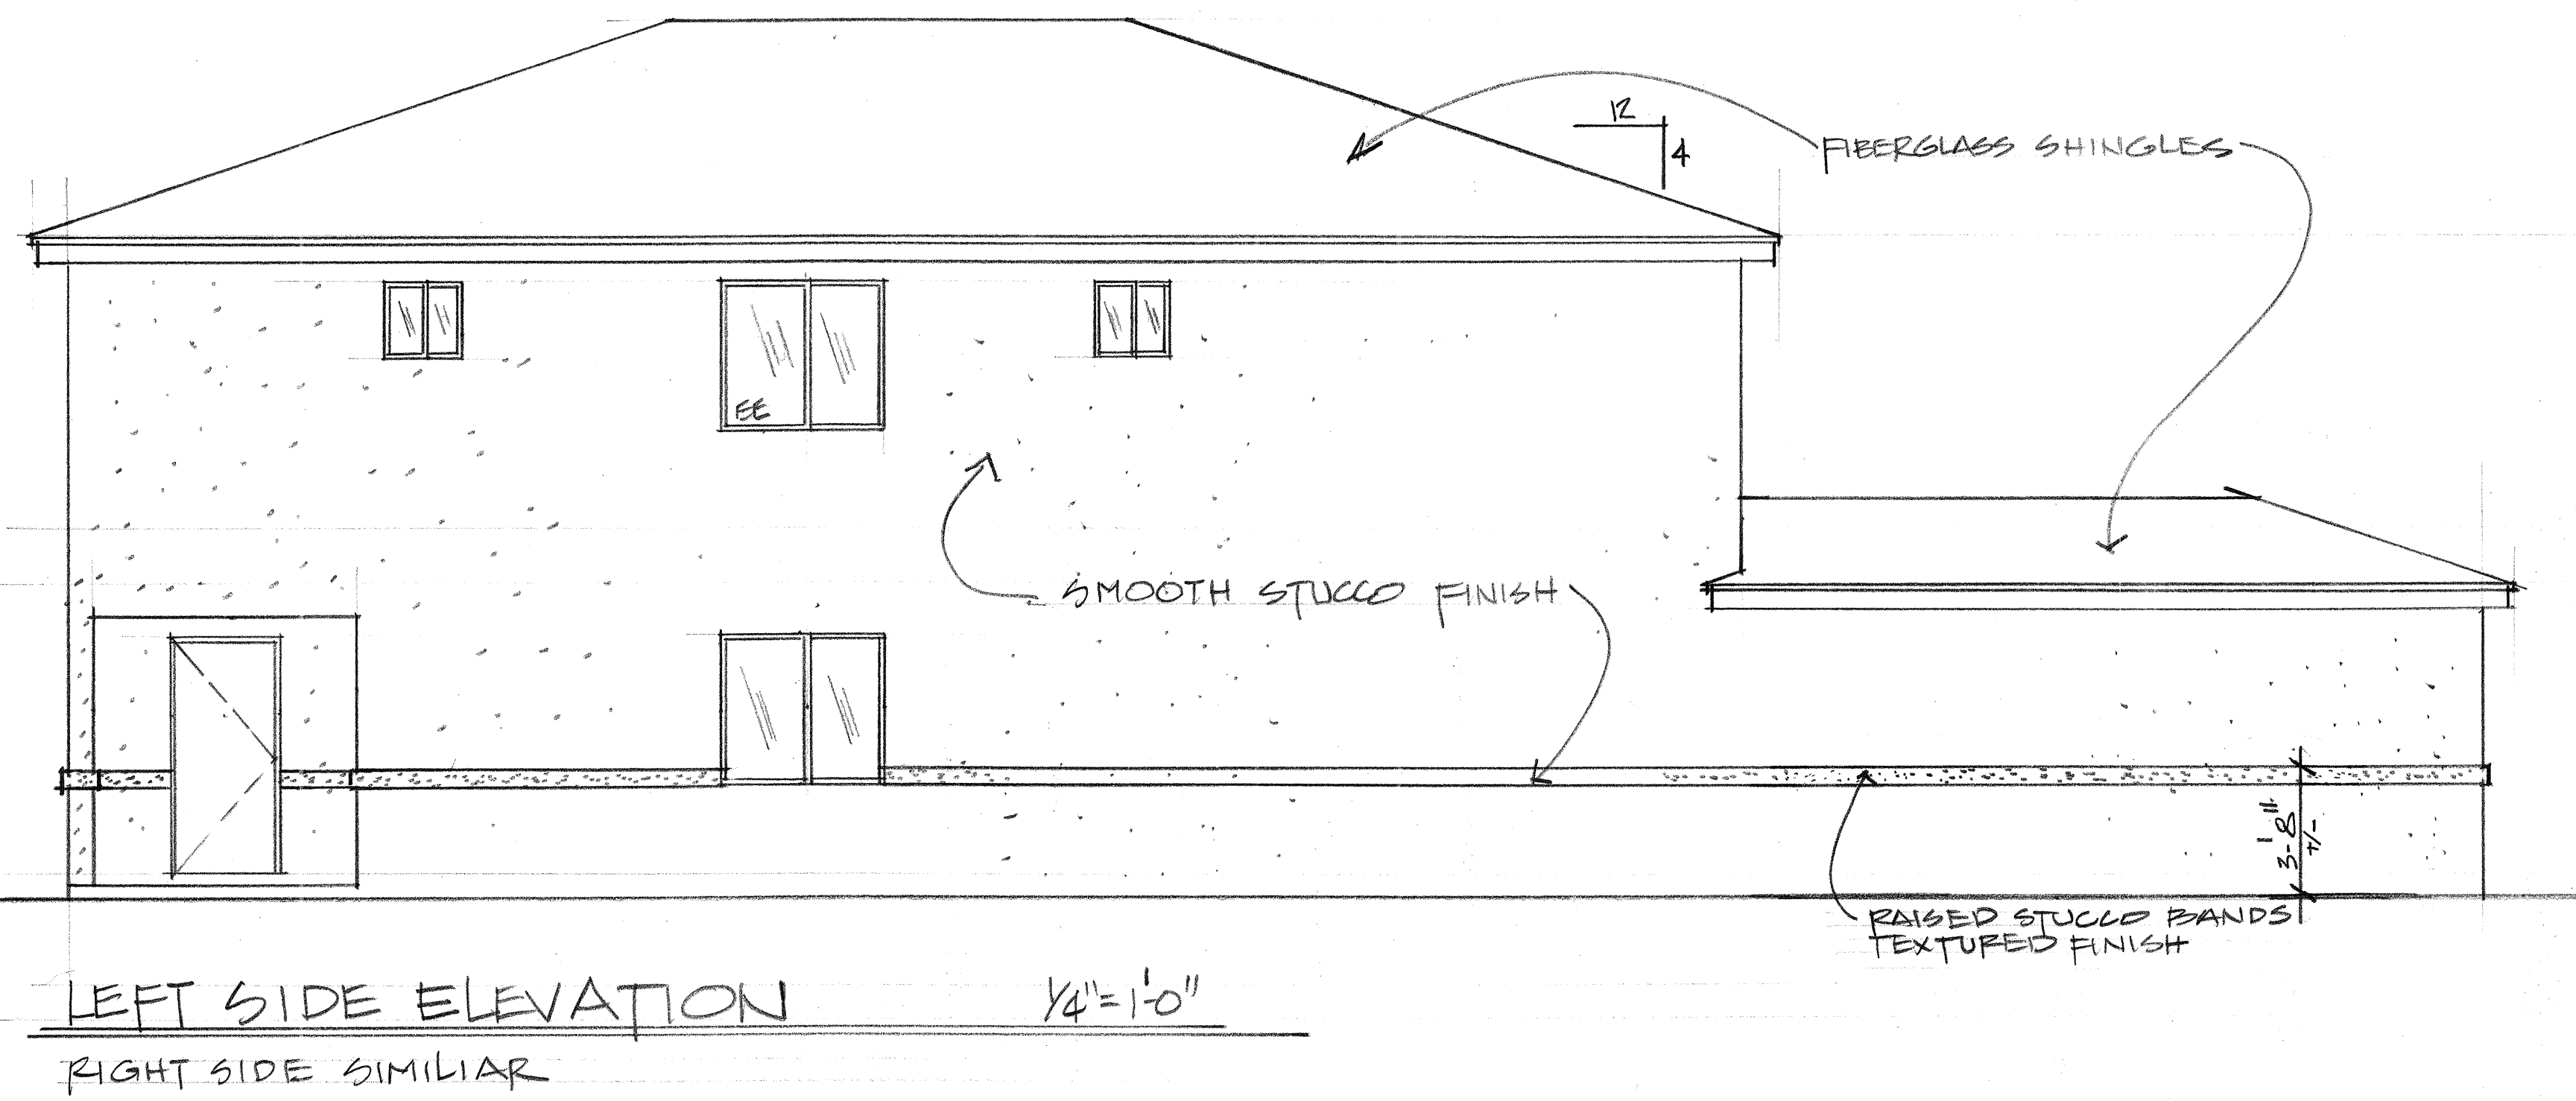 12
4
FIBERGLASS SHINGLES
EE
SMOOTH STUCCO FINISH
3'-8"
+/-
RAISED STUCCO BANDS
TEXTURED FINISH
LEFT SIDE ELEVATION 1/4"=1'-0"
RIGHT SIDE SIMILIAR